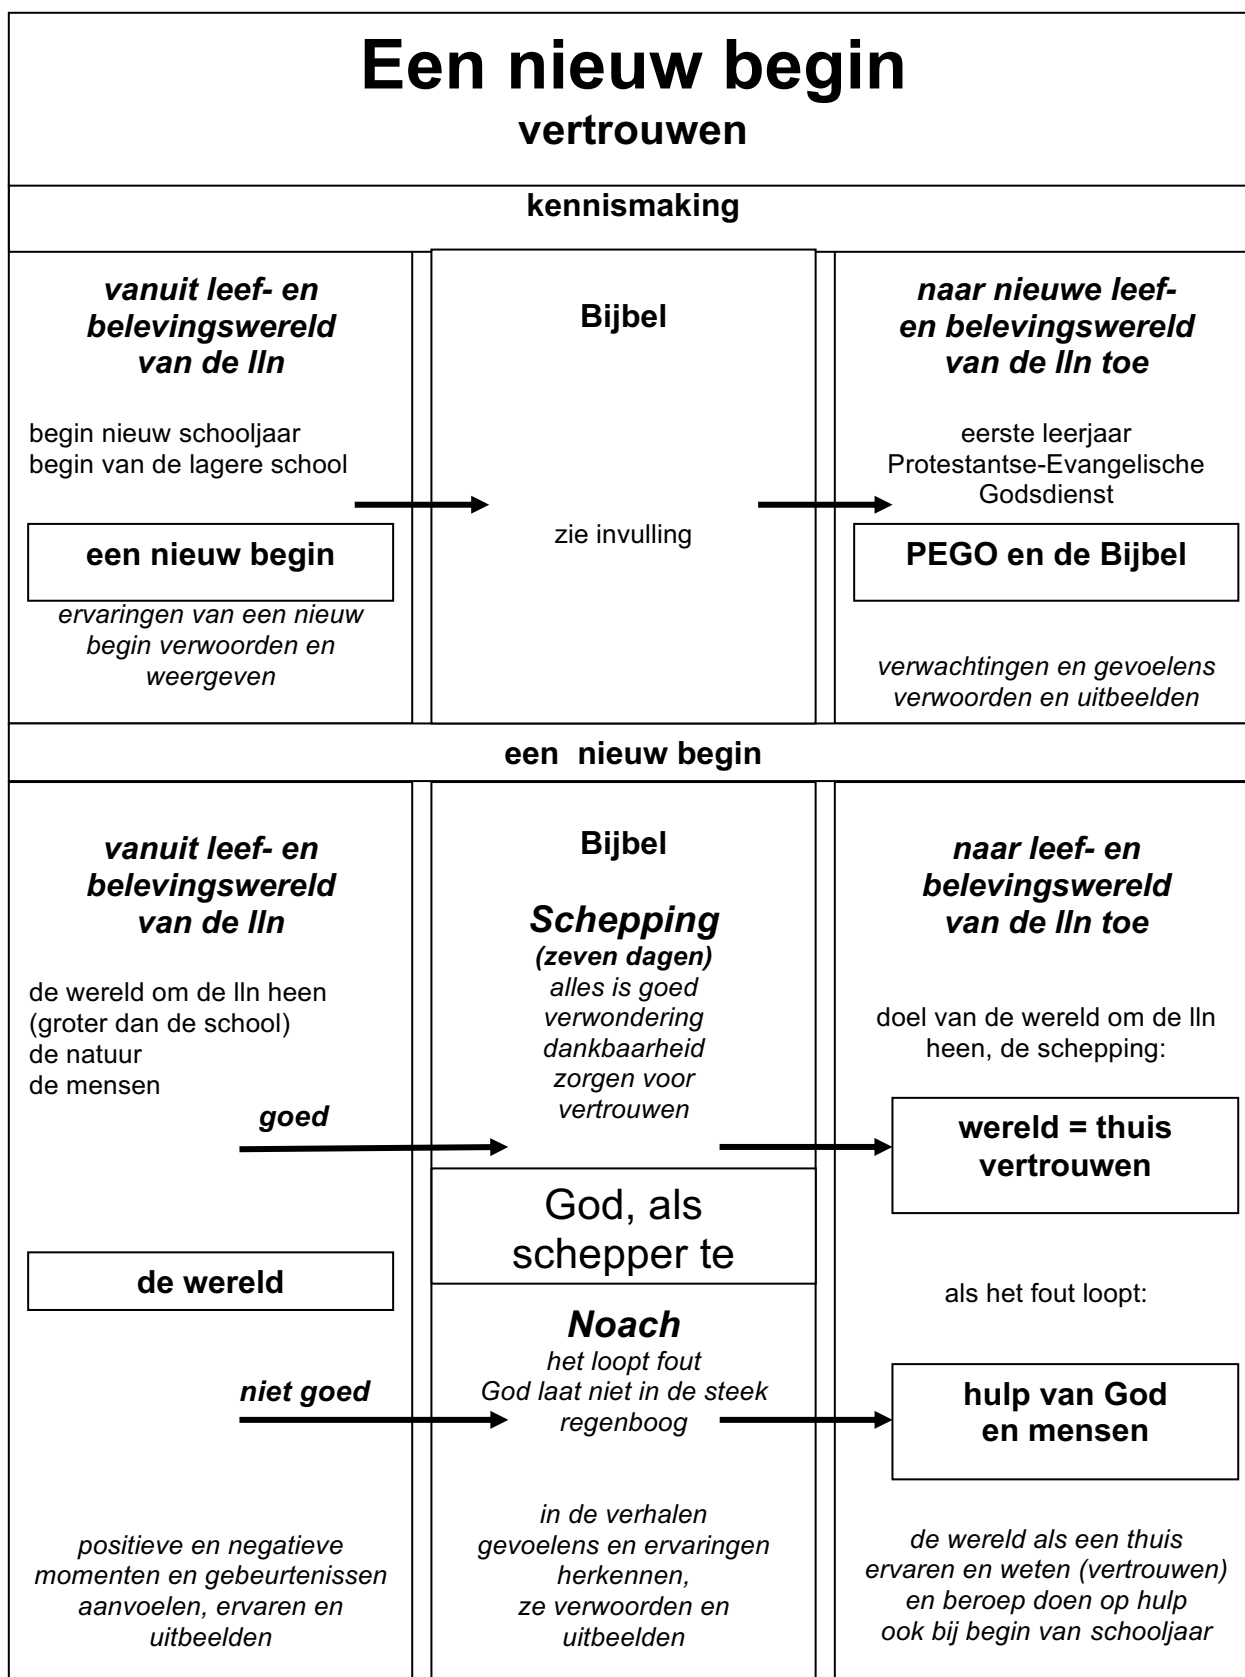 Een nieuw begin
vertrouwen
kennismaking
vanuit leef- en
belevingswereld
van de lln
begin nieuw schooljaar
begin van de lagere school
een nieuw begin
ervaringen van een nieuw
begin verwoorden en
weergeven
Bijbel
zie invulling
naar nieuwe leef-
en belevingswereld
van de lln toe
eerste leerjaar
Protestantse-Evangelische
Godsdienst
PEGO en de Bijbel
verwachtingen en gevoelens
verwoorden en uitbeelden
een nieuw begin
vanuit leef- en
belevingswereld
van de lln
de wereld om de lln heen
(groter dan de school)
de natuur
de mensen
goed
de wereld
niet goed
positieve en negatieve
momenten en gebeurtenissen
aanvoelen, ervaren en
uitbeelden
Bijbel
Schepping
(zeven dagen)
alles is goed
verwondering
dankbaarheid
zorgen voor
vertrouwen
God, als
schepper te
Noach
het loopt fout
God laat niet in de steek
regenboog
in de verhalen
gevoelens en ervaringen
herkennen,
ze verwoorden en
uitbeelden
naar leef- en
belevingswereld
van de lln toe
doel van de wereld om de lln
heen, de schepping:
wereld = thuis
vertrouwen
als het fout loopt:
hulp van God
en mensen
de wereld als een thuis
ervaren en weten (vertrouwen)
en beroep doen op hulp
ook bij begin van schooljaar